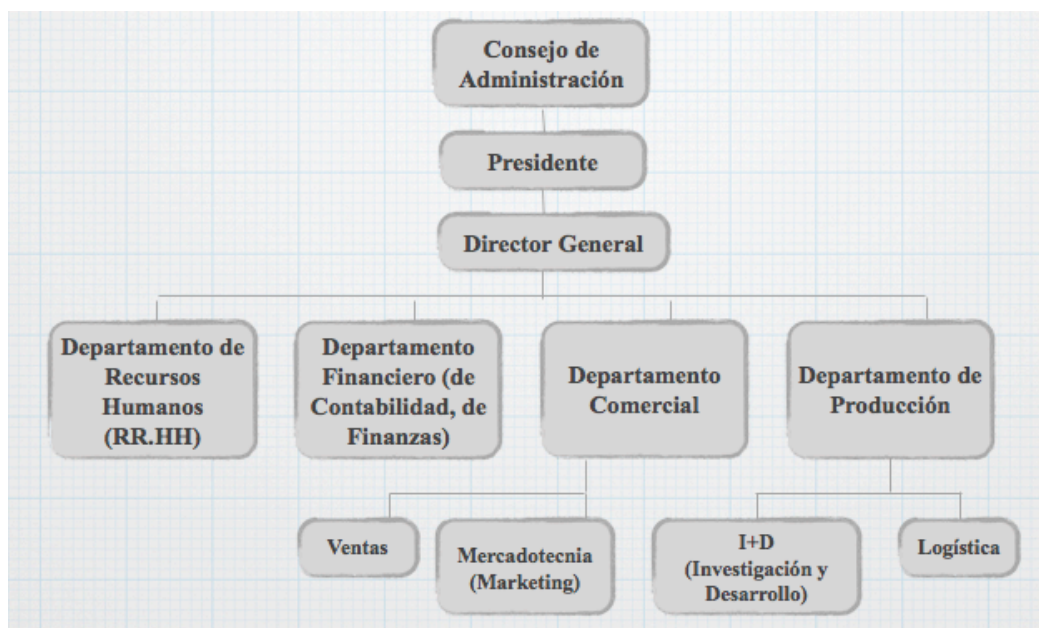 Consejo de
Administración
Presidente
Director General
Departamento de
Recursos
Humanos
(RR.HH)
Departamento
Financiero (de
Contabilidad, de
Finanzas)
Departamento
Comercial
Departamento de
Producción
Ventas
Mercadotecnia
(Marketing)
I+D
(Investigación y
Desarrollo)
Logística